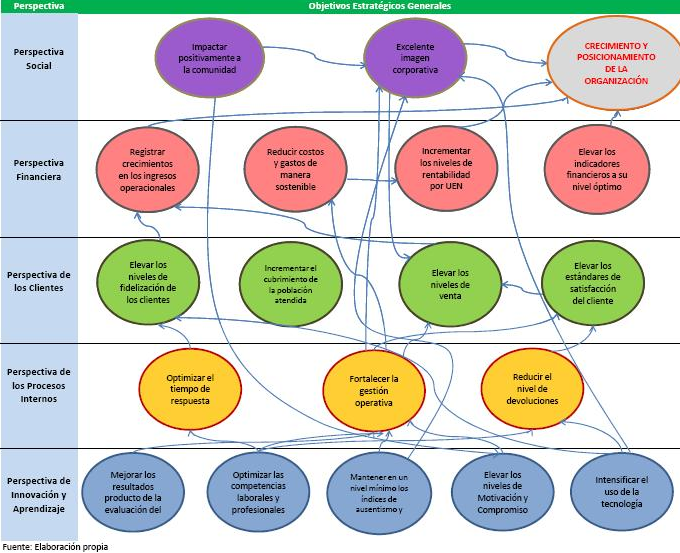 Perspectiva
Objetivos Estratégicos Generales
Perspectiva
Social
Impactar
positivamente a
la comunidad
Excelente
imagen
corporativa
CRECIMIENTO Y
POSICIONAMIENTO
DE LA
ORGANIZACIÓN
Perspectiva
Financiera
Registrar
crecimientos
en los ingresos
operacionales
Reducir costos
y gastos de
manera
sostenible
Incrementar
los niveles de
rentabilidad
por UEN
Elevar los
indicadores
financieros a su
nivel óptimo
Perspectiva de
los Clientes
Elevar los
niveles de
fidelización de
los clientes
Incrementar el
cubrimiento de
la población
atendida
Elevar los
niveles de
venta
Elevar los
estándares de
satisfacción
del cliente
Perspectiva de
los Procesos
Internos
Optimizar el
tiempo de
respuesta
Fortalecer la
gestión
operativa
Reducir el
nivel de
devoluciones
Perspectiva de
Innovación y
Aprendizaje
Mejorar los
resultados
producto de la
evaluación del
Optimizar las
competencias
laborales y
profesionales
Mantener en un
nivel mínimo los
índices de
ausentismo y
Elevar los
niveles de
Motivación y
Compromiso
Intensificar el
uso de la
tecnología
Fuente: Elaboración propia